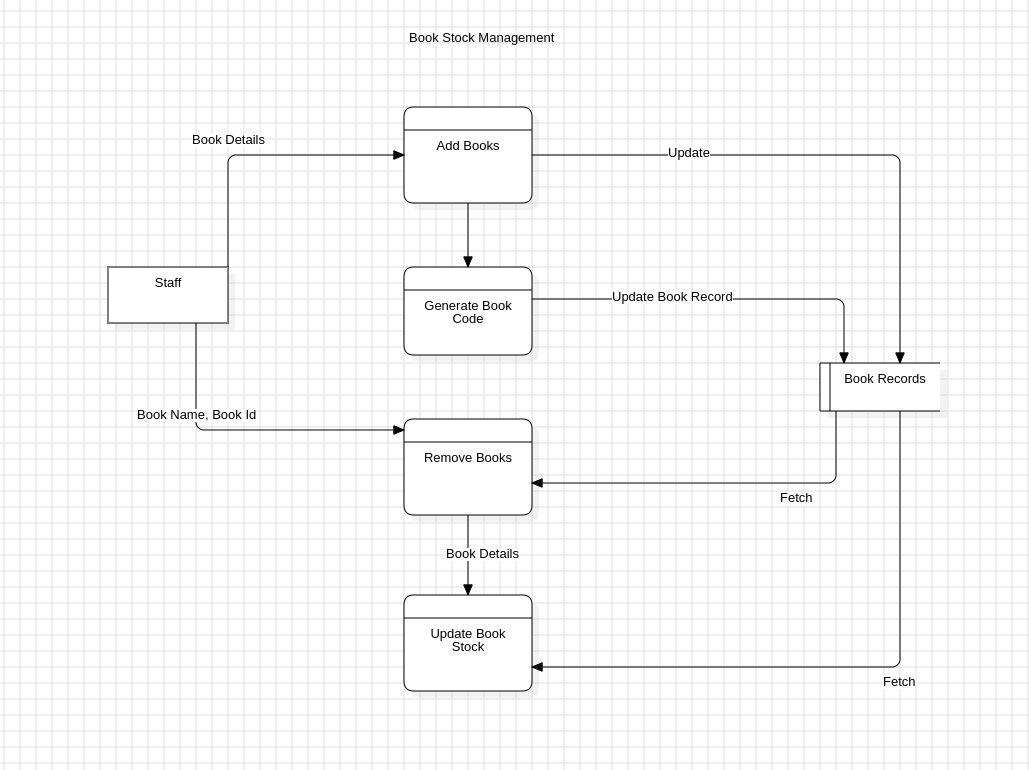 Book Stock Management
Book Details
Add Books
Update
Staff
Generate Book
Code
Update Book Record
Book Records
Book Name, Book Id
Remove Books
Fetch
Book Details
Update Book
Stock
Fetch